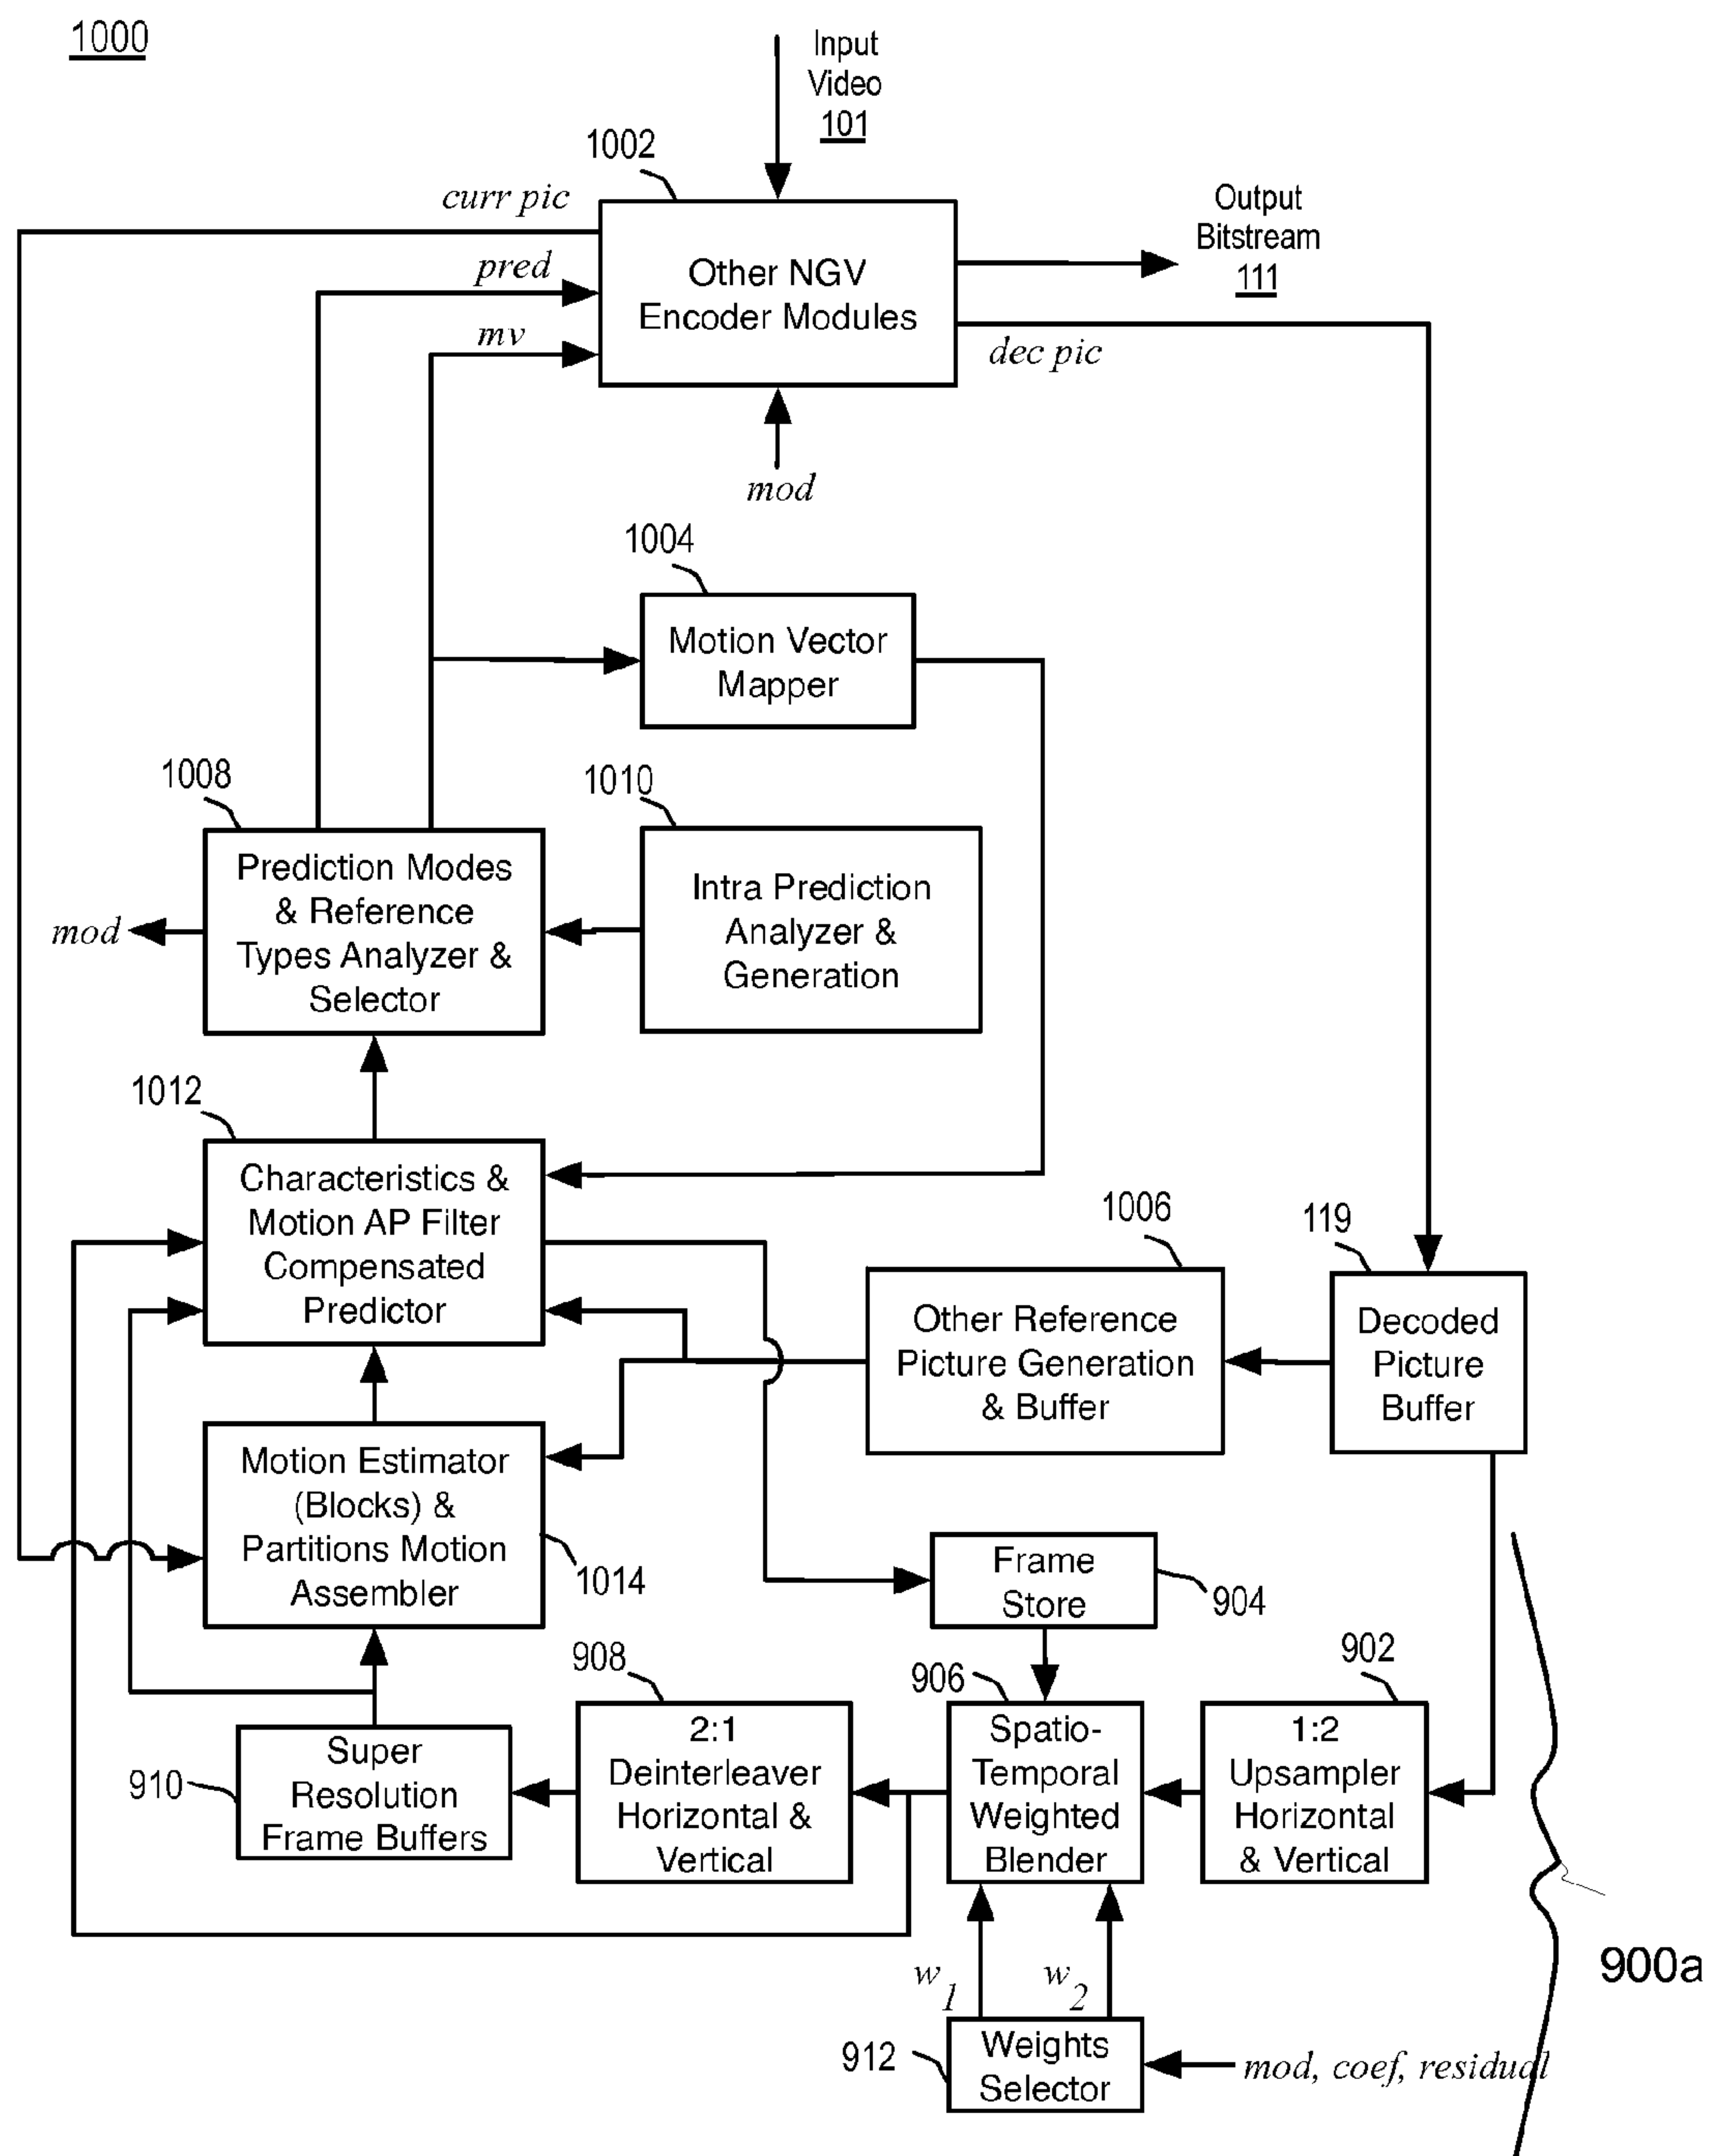 1000
Input
Video
101
1002
curr pic
Output
Bitstream
111
pred
Other NGV
Encoder Modules
mv
dec pic
mod
1004
Motion Vector
Mapper
1008
1010
Prediction Modes
& Reference
Types Analyzer &
Selector
Intra Prediction
Analyzer &
Generation
mod
1012
Characteristics &
Motion AP Filter
Compensated
Predictor
1006
119
Other Reference
Picture Generation
& Buffer
Decoded
Picture
Buffer
Motion Estimator
(Blocks) &
Partitions Motion
Assembler
1014
Frame
Store
904
908
906
902
910
Super
Resolution
Frame Buffers
2:1
Deinterleaver
Horizontal &
Vertical
Spatio-
Temporal
Weighted
Blender
1:2
Upsampler
Horizontal
& Vertical
900a
w1
w2
912
Weights
Selector
mod, coef, residual